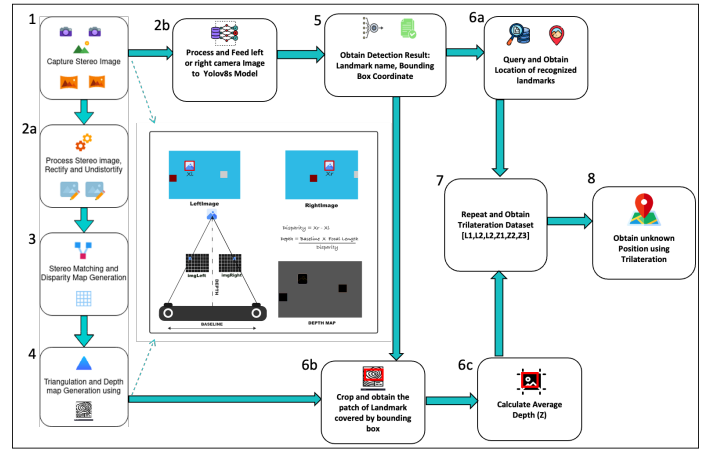 1
Capture Stereo Image
2b
Process and Feed left
or right camera Image
to Yolov8s Model
5
Obtain Detection Result:
Landmark name, Bounding
Box Coordinate
6a
Query and Obtain
Location of recognized
landmarks
2a
Process Stereo image,
Rectify and Undistortify
3
Stereo Matching and
Disparity Map Generation
4
Triangulation and Depth
map Generation using
Xl
LeftImage
Xr
RightImage
Disparity = Xr - Xl
Depth = Baseline X Focal Length
Disparity
imgLeft
imgRight
DEPTH
BASELINE
DEPTH MAP
7
Repeat and Obtain
Trilateration Dataset
[L1,L2,L2,Z1,Z2,Z3]
8
Obtain unknown
Position using
Trilateration
6b
Crop and obtain the
patch of Landmark
covered by bounding
box
6c
Calculate Average
Depth (Z)